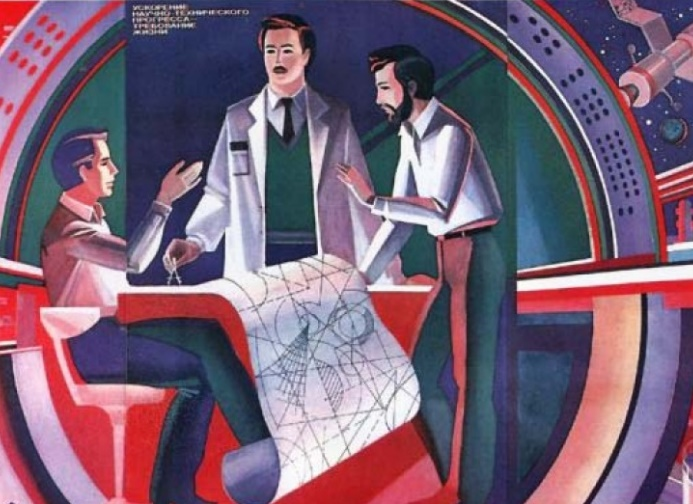 УСКОРЕНИЕ
НАУЧНО-ТЕХНИЧЕСКОГО
ПРОГРЕССА—
ТРЕБОВАНИЕ
ЖИЗНИ